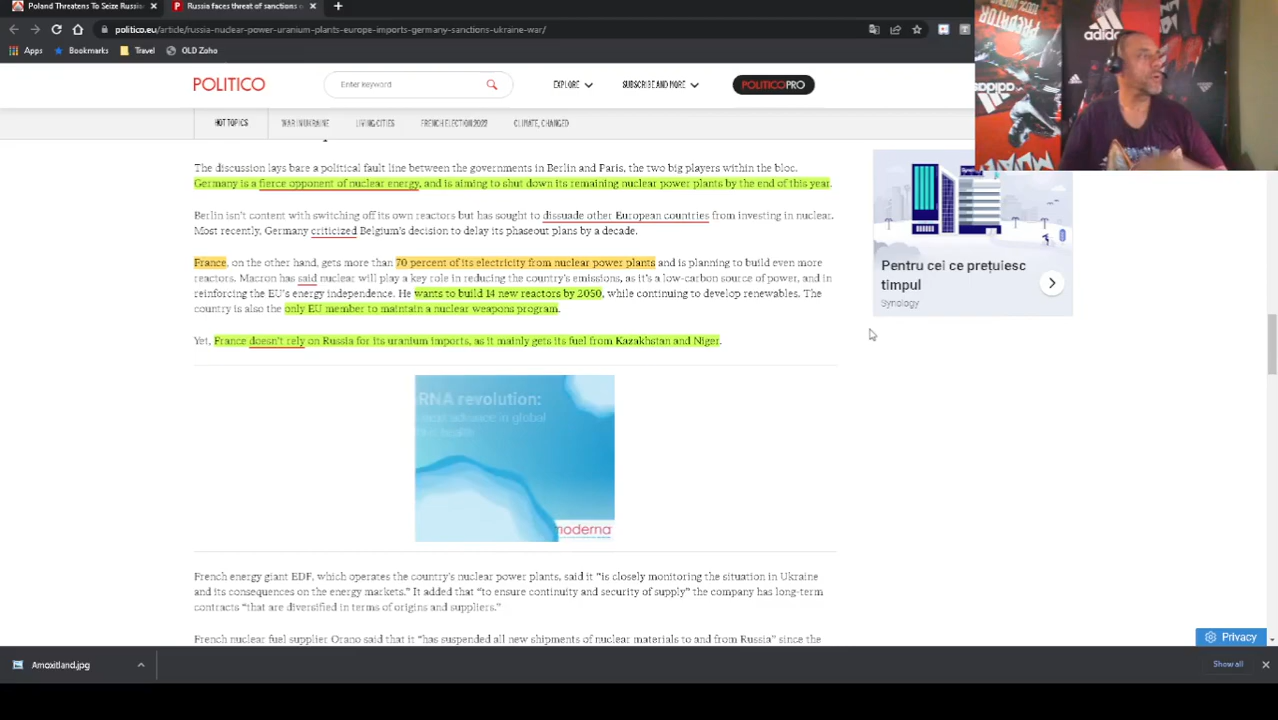 Poland Threatens To Seize Russian
Russia faces threat of sanctions o
politico.eu/article/russia-nuclear-power-uranium-plants-europe-imports-germany-sanctions-ukraine-war/
Apps
Bookmarks
Travel
OLD Zoho
POLITICO
Enter keyword
EXPLORE
SUBSCRIBE AND MORE
POLITICOPRO
HOT TOPICS
WAR IN UKRAINE
LIVING CITIES
FRENCH ELECTION 2022
CLIMATE, CHANGED
The discussion lays bare a political fault line between the governments in Berlin and Paris, the two big players within the bloc.
Germany is a fierce opponent of nuclear energy, and is aiming to shut down its remaining nuclear power plants by the end of this year.
Berlin isn't content with switching off its own reactors but has sought to dissuade other European countries from investing in nuclear.
Most recently, Germany criticized Belgium's decision to delay its phaseout plans by a decade.
France, on the other hand, gets more than 70 percent of its electricity from nuclear power plants and is planning to build even more
reactors. Macron has said nuclear will play a key role in reducing the country's emissions, as it's a low-carbon source of power, and in
reinforcing the EU's energy independence. He wants to build 14 new reactors by 2050, while continuing to develop renewables. The
country is also the only EU member to maintain a nuclear weapons program.
Yet, France doesn't rely on Russia for its uranium imports, as it mainly gets its fuel from Kazakhstan and Niger.
RNA revolution:
next advance in global
health
moderna
French energy giant EDF, which operates the country's nuclear power plants, said it "is closely monitoring the situation in Ukraine
and its consequences on the energy markets." It added that "to ensure continuity and security of supply" the company has long-term
contracts "that are diversified in terms of origins and suppliers."
French nuclear fuel supplier Orano said that it "has suspended all new shipments of nuclear materials to and from Russia" since the
Pentru cei ce prețuiesc
timpul
Synology
PREDATOR
adidas
adidas
Privacy
Amoxitland.jpg
Show all